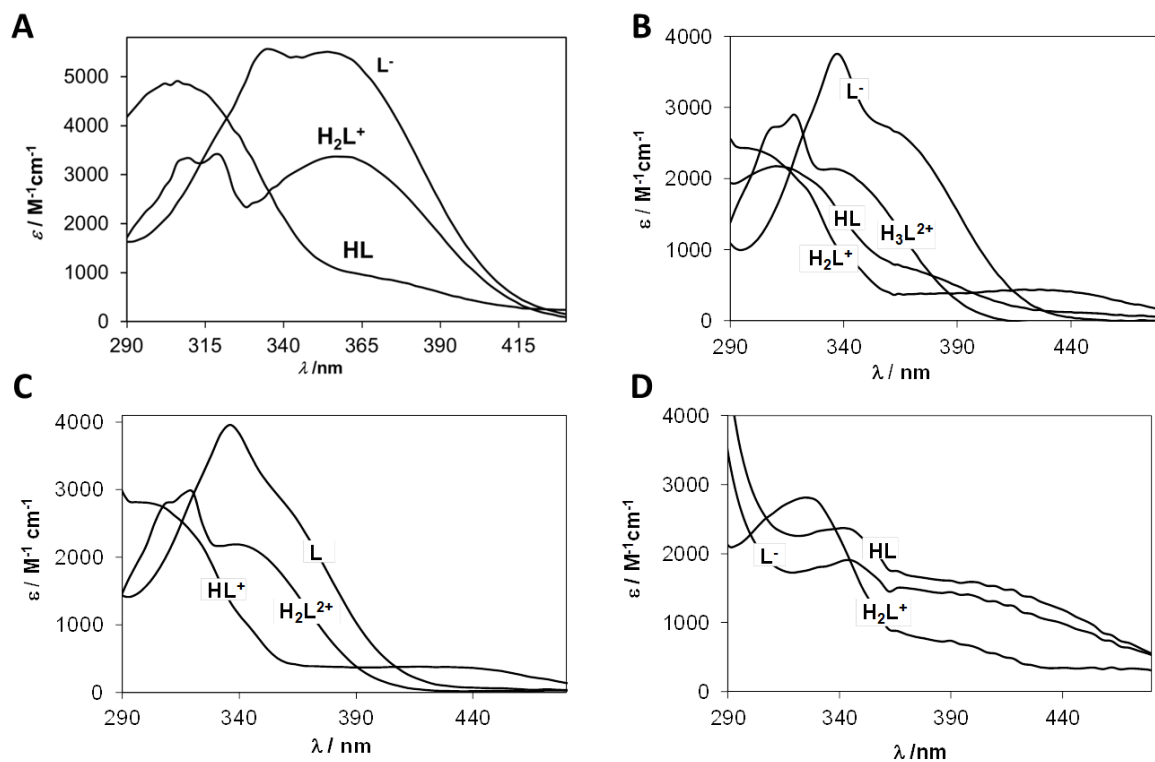 A
ε / M-1cm-1
5000
4000
3000
2000
1000
0
290 315 340 365 390 415
λ /nm
L-
H2L+
HL
B
ε / M-1cm-1
4000
3000
2000
1000
0
290 340 390 440
λ / nm
L-
HL
H3L2+
H2L+
C
ε / M-1 cm-1
4000
3000
2000
1000
0
290 340 390 440
λ / nm
L
HL+
H2L2+
D
ε / M-1cm-1
4000
3000
2000
1000
0
290 340 390 440
λ / nm
HL
L-
H2L+